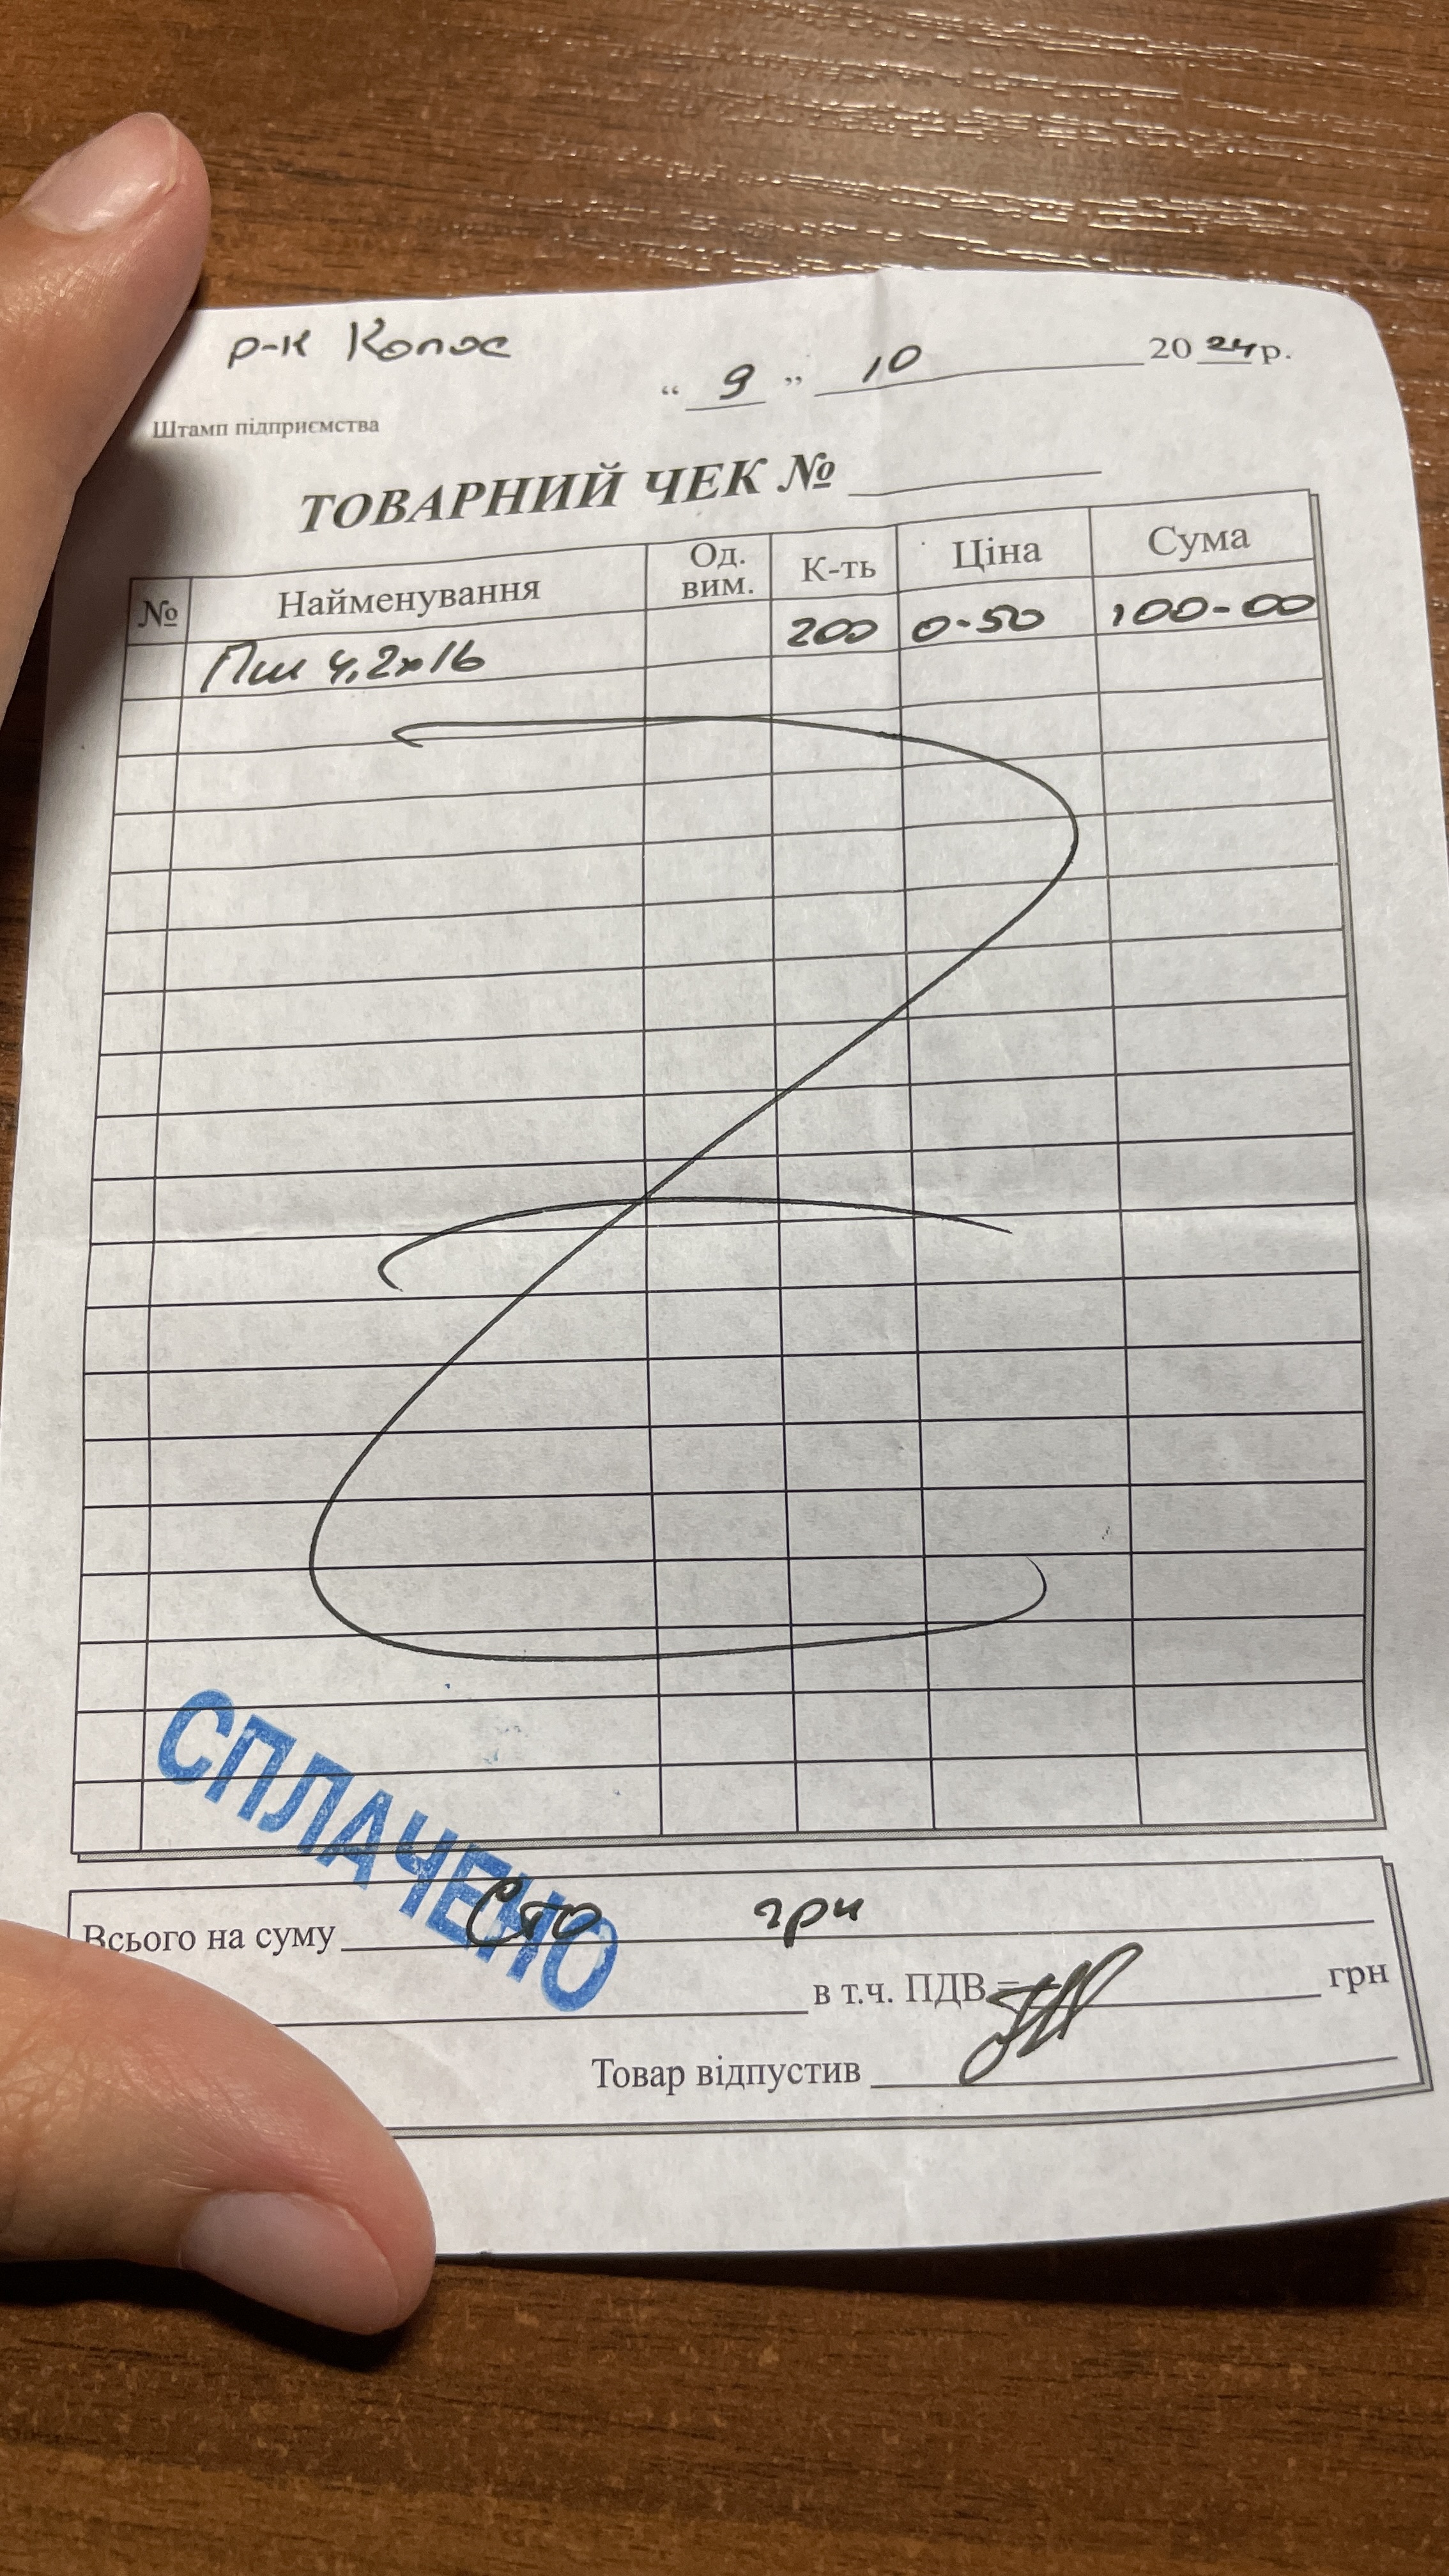 р-к Колос
“ 9 ” 10 2024 р.
Штамп підприємства
ТОВАРНИЙ ЧЕК №
№ Найменування Од. вим. К-ть Ціна Сума
Пш 4,2х16 200 0-50 100-00
СПЛАЧЕНО
Всього на суму Сто грн
в т.ч. ПДВ = грн
Товар відпустив